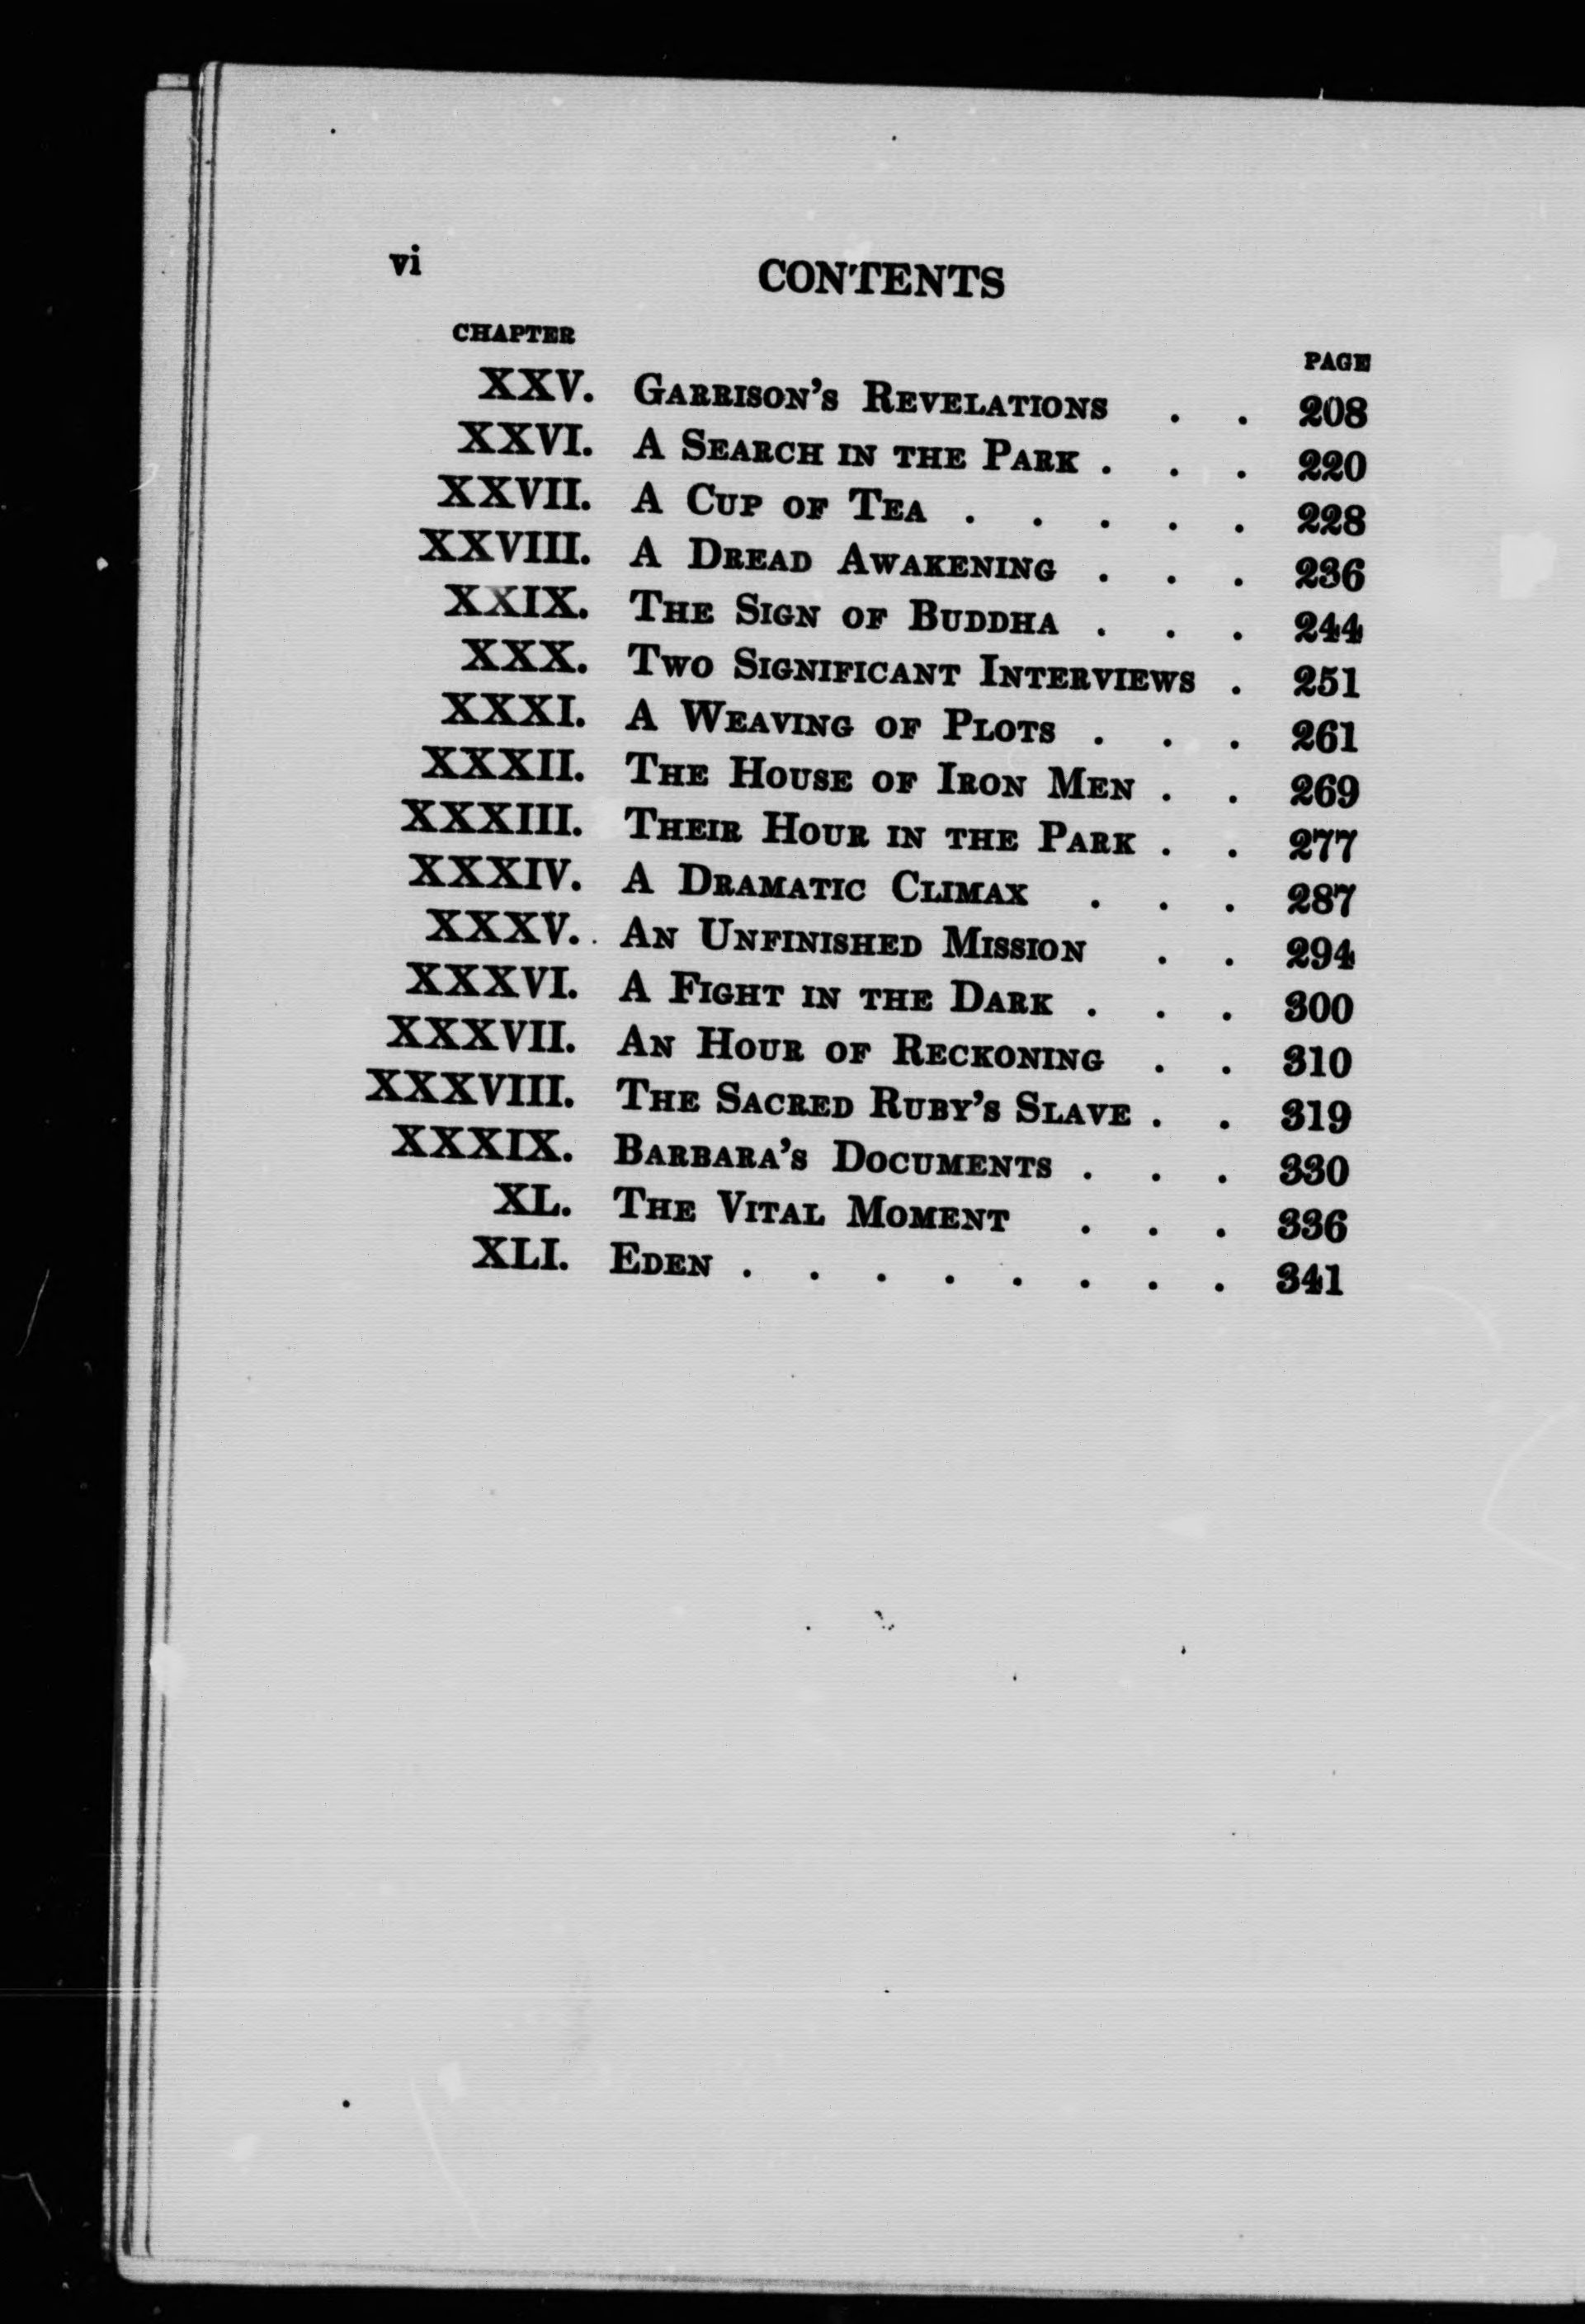 vi
CONTENTS
CHAPTER PAGE
XXV. GARRISON'S REVELATIONS . . 208
XXVI. A SEARCH IN THE PARK . . . 220
XXVII. A CUP OF TEA . . . . . 228
XXVIII. A DREAD AWAKENING . . . 236
XXIX. THE SIGN OF BUDDHA . . . 244
XXX. TWO SIGNIFICANT INTERVIEWS . 251
XXXI. A WEAVING OF PLOTS . . . 261
XXXII. THE HOUSE OF IRON MEN . . 269
XXXIII. THEIR HOUR IN THE PARK . . 277
XXXIV. A DRAMATIC CLIMAX . . . 287
XXXV. AN UNFINISHED MISSION . . 294
XXXVI. A FIGHT IN THE DARK . . . 300
XXXVII. AN HOUR OF RECKONING . . 310
XXXVIII. THE SACRED RUBY'S SLAVE . . 319
XXXIX. BARBARA'S DOCUMENTS . . . 330
XL. THE VITAL MOMENT . . . 336
XLI. EDEN . . . . . . . . 341